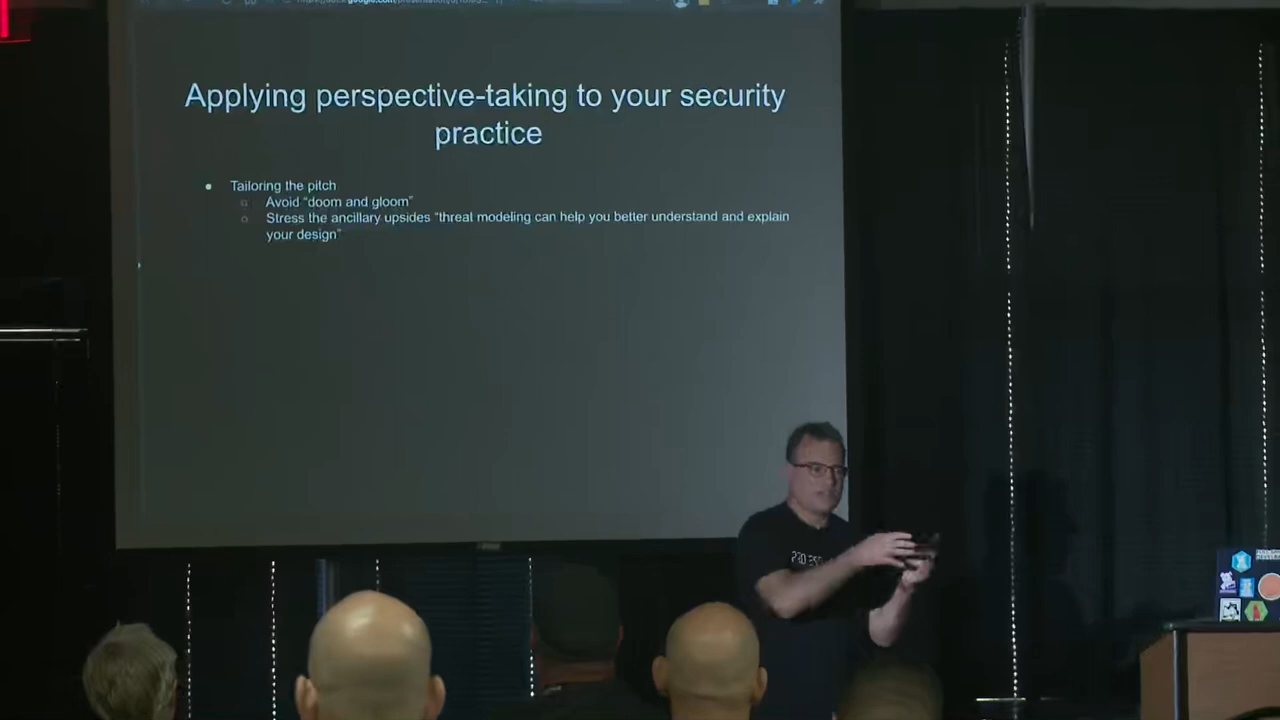 Applying perspective-taking to your security
practice
Tailoring the pitch
Avoid "doom and gloom"
Stress the ancillary upsides "threat modeling can help you better understand and explain
your design"